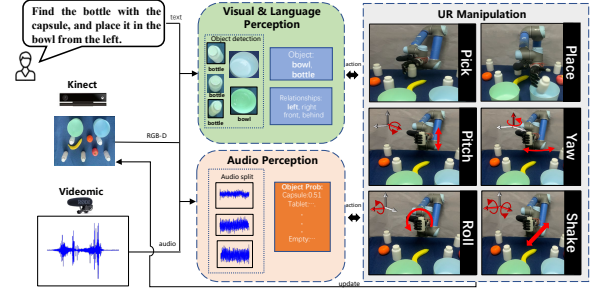 Find the bottle with the
capsule, and place it in the
bowl from the left.
text
Kinect
RGB-D
Videomic
audio
Visual & Language
Perception
Object detection
bottle
bottle
bottle
bowl
Object:
bowl,
bottle
Relationships:
left, right
front, behind
action
Audio Perception
Audio split
Object Prob:
Capsule:0.51
Tablet:···
.
.
.
Empty:···
action
update
UR Manipulation
Pick
Place
Pitch
Yaw
Roll
Shake